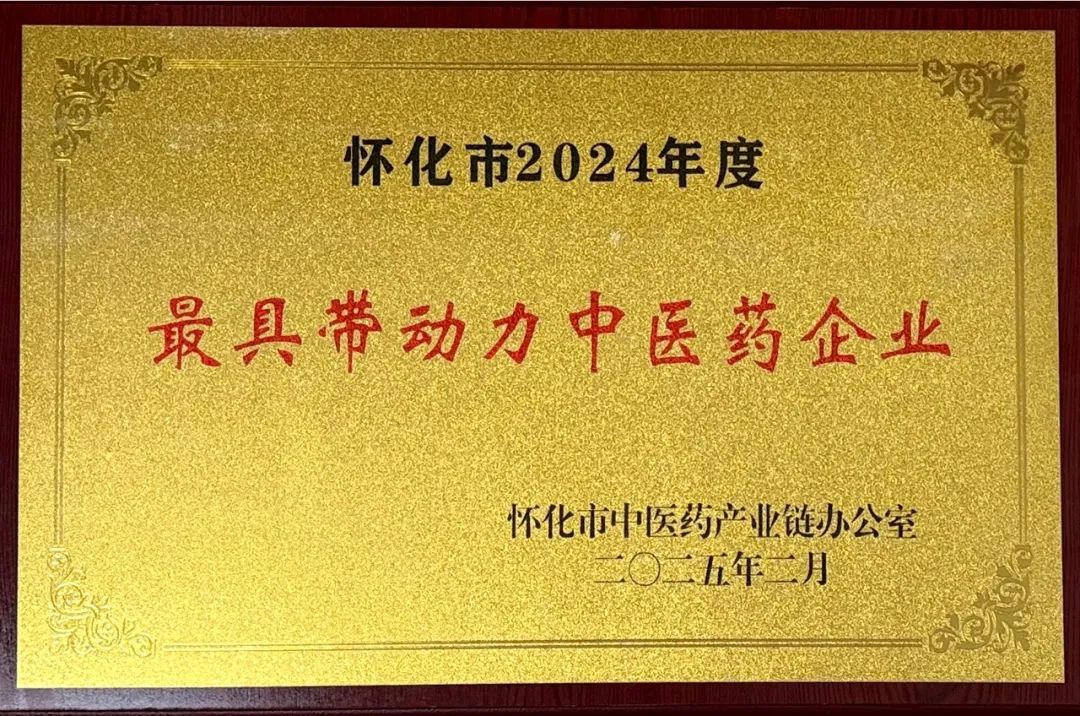 怀化市2024年度
最具带动力中医药企业
怀化市中医药产业链办公室
二〇二五年二月